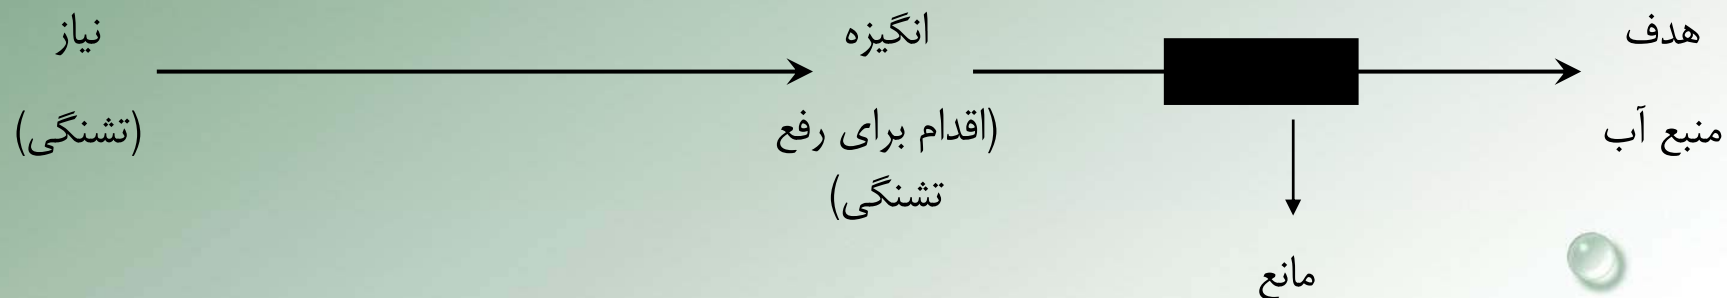 نیاز
(تشنگی)
انگیزه
(اقدام برای رفع
تشنگی)
هدف
منبع آب
مانع